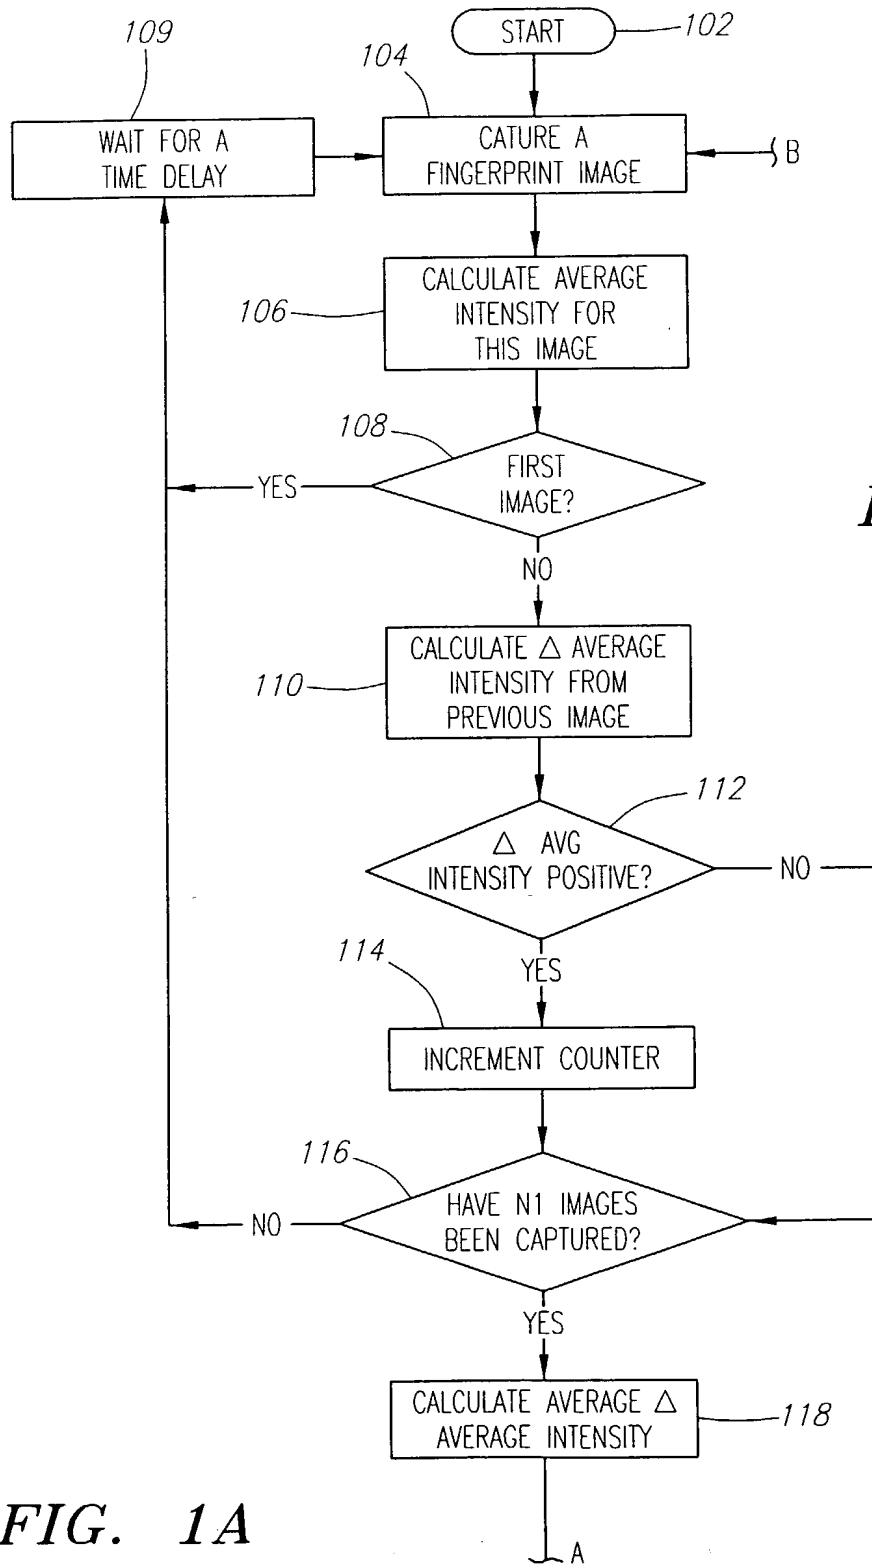 109
START
102
104
WAIT FOR A
TIME DELAY
CATURE A
FINGERPRINT IMAGE
B
106
CALCULATE AVERAGE
INTENSITY FOR
THIS IMAGE
108
YES
FIRST
IMAGE?
NO
110
CALCULATE △ AVERAGE
INTENSITY FROM
PREVIOUS IMAGE
112
△ AVG
INTENSITY POSITIVE?
NO
114
YES
INCREMENT COUNTER
116
NO
HAVE N1 IMAGES
BEEN CAPTURED?
YES
CALCULATE AVERAGE △
AVERAGE INTENSITY
118
FIG. 1A
A